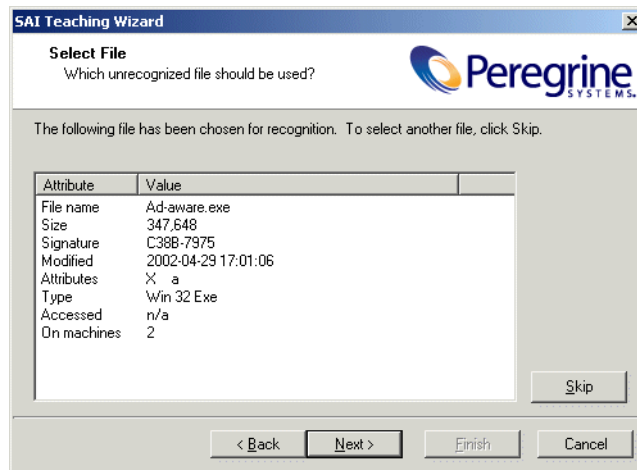 SAI Teaching Wizard
Select File
Which unrecognized file should be used?
Peregrine
SYSTEMS.
The following file has been chosen for recognition. To select another file, click Skip.
Attribute Value
File name Ad-aware.exe
Size 347,648
Signature C38B-7975
Modified 2002-04-29 17:01:06
Attributes X a
Type Win 32 Exe
Accessed n/a
On machines 2
Skip
< Back Next > Finish Cancel